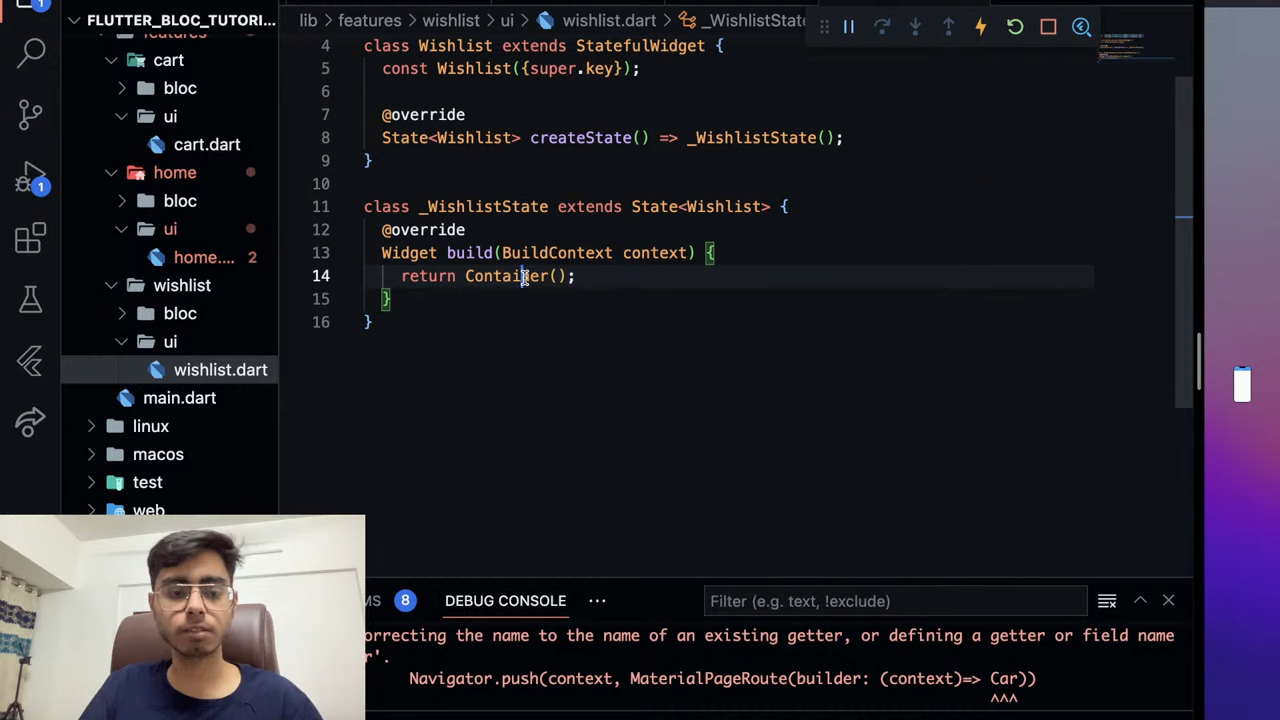 FLUTTER_BLOC_TUTORI...
features
cart
bloc
ui
cart.dart
home
bloc
ui
home.... 2
wishlist
bloc
ui
wishlist.dart
main.dart
linux
macos
test
web
1
lib > features > wishlist > ui > wishlist.dart > _WishlistState
4 class Wishlist extends StatefulWidget {
5 const Wishlist({super.key});
6
7 @override
8 State<Wishlist> createState() => _WishlistState();
9 }
10
11 class _WishlistState extends State<Wishlist> {
12 @override
13 Widget build(BuildContext context) {
14 return Container();
15 }
16 }
MS 8 DEBUG CONSOLE ... Filter (e.g. text, !exclude)
orrecting the name to the name of an existing getter, or defining a getter or field name
r'.
Navigator.push(context, MaterialPageRoute(builder: (context)=> Car))
^^^